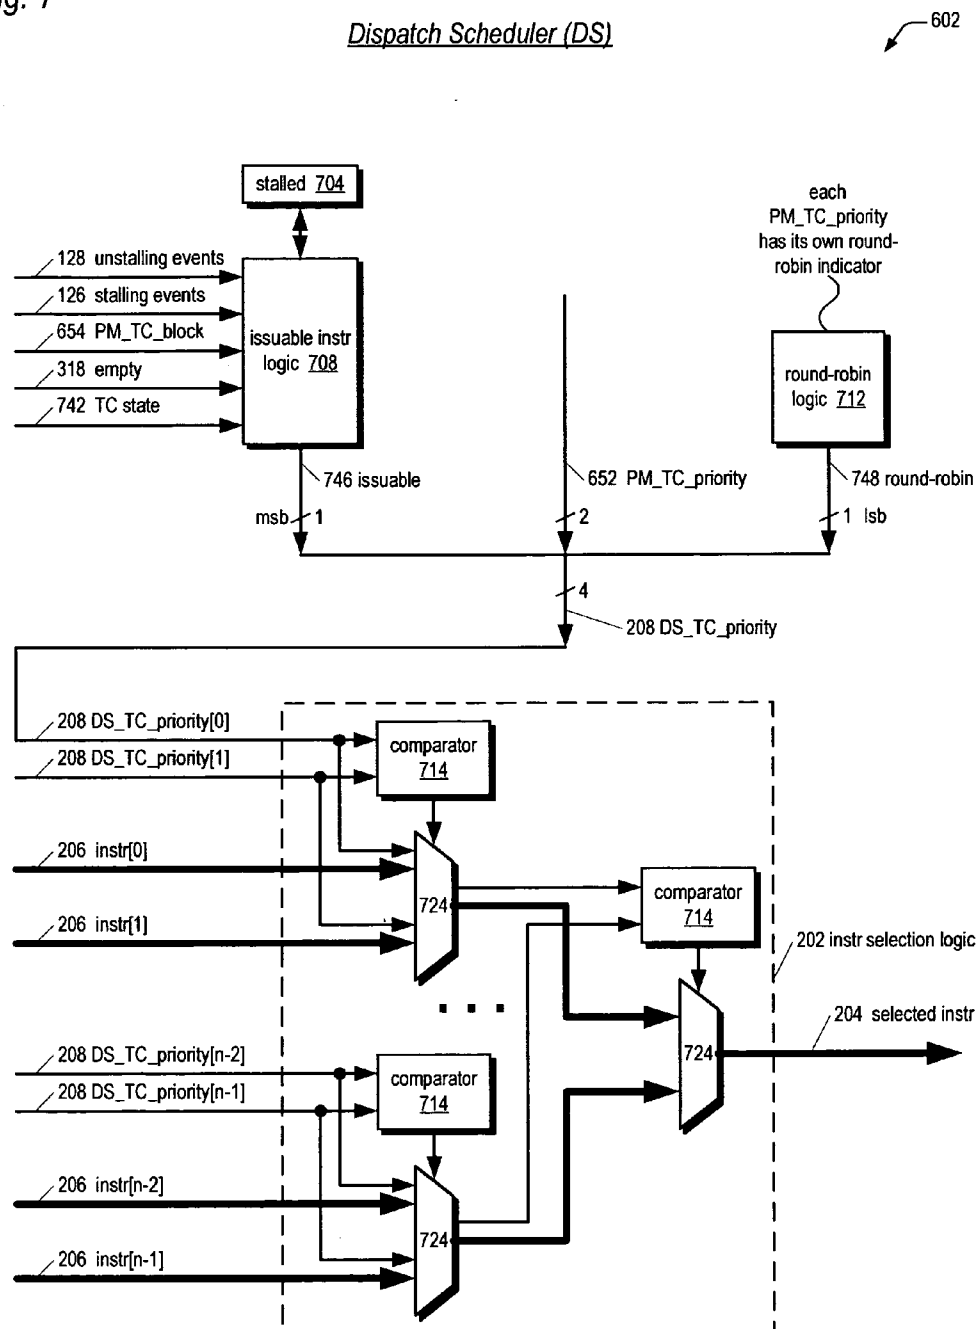 Fig. 7
Dispatch Scheduler (DS)
602
stalled 704
each
PM_TC_priority
has its own round-
robin indicator
128 unstalling events
126 stalling events
654 PM_TC_block
318 empty
742 TC state
issuable instr
logic 708
round-robin
logic 712
746 issuable
652 PM_TC_priority
748 round-robin
msb 1
2
1 lsb
4
208 DS_TC_priority
208 DS_TC_priority[0]
208 DS_TC_priority[1]
comparator
714
206 instr[0]
724
206 instr[1]
comparator
714
202 instr selection logic
204 selected instr
724
208 DS_TC_priority[n-2]
208 DS_TC_priority[n-1]
comparator
714
206 instr[n-2]
724
206 instr[n-1]